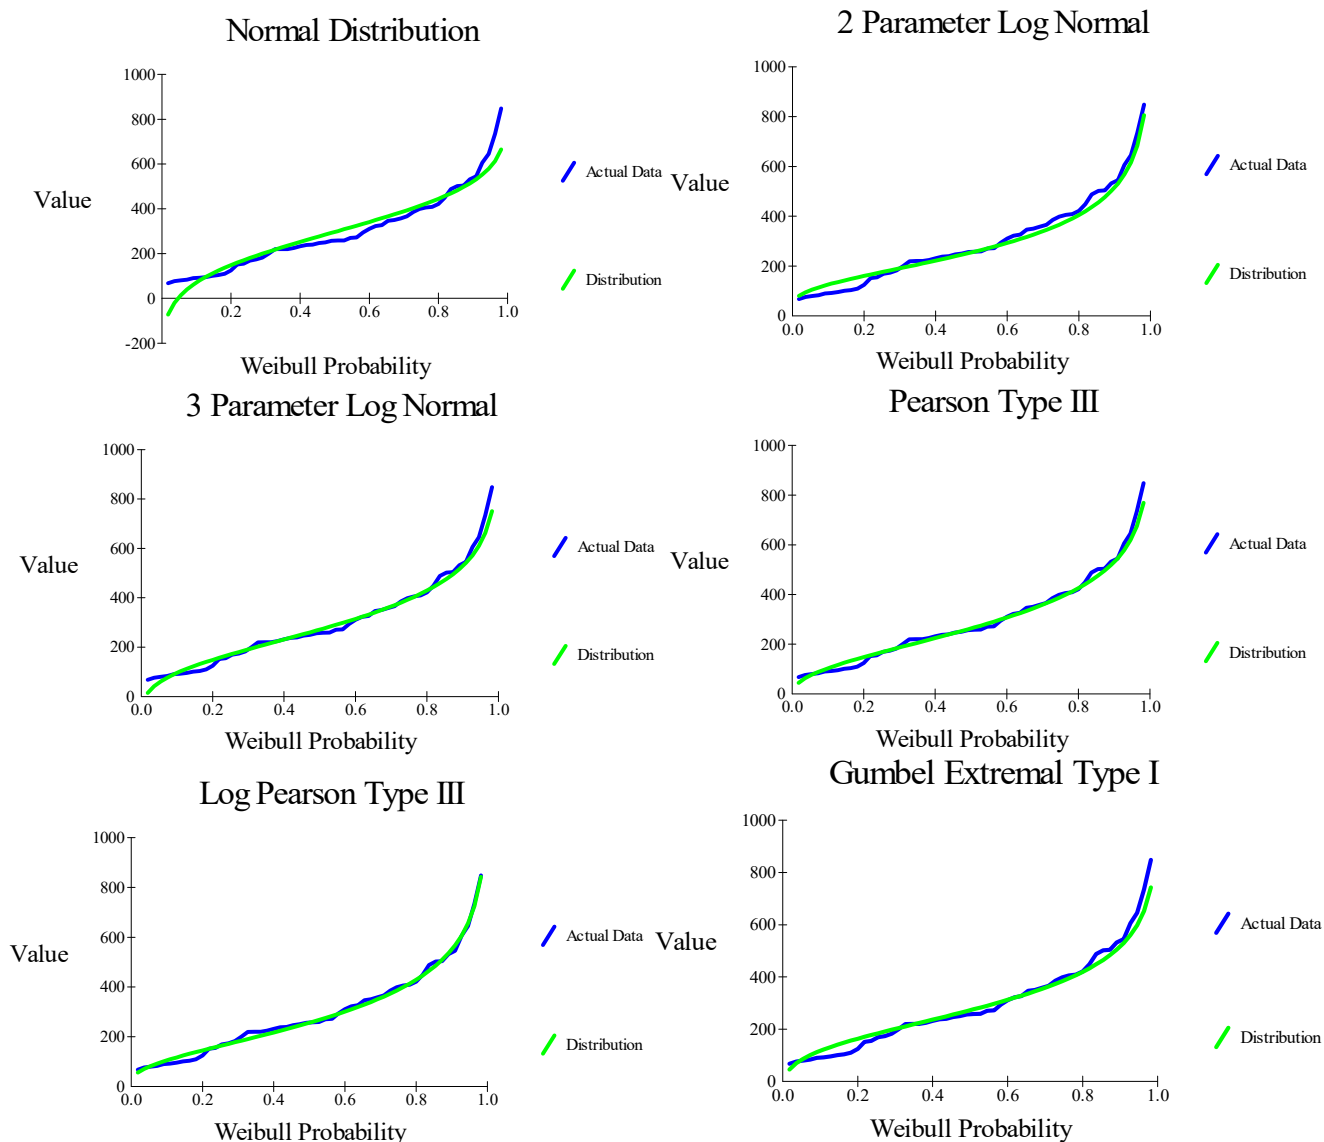 Normal Distribution
1000
800
600
400
200
0
-200
0.2
0.4
0.6
0.8
1.0
Value
Weibull Probability
Actual Data
Distribution
2 Parameter Log Normal
1000
800
600
400
200
0
0.0
0.2
0.4
0.6
0.8
1.0
Value
Weibull Probability
Actual Data
Distribution
3 Parameter Log Normal
1000
800
600
400
200
0
0.0
0.2
0.4
0.6
0.8
1.0
Value
Weibull Probability
Actual Data
Distribution
Pearson Type III
1000
800
600
400
200
0
0.0
0.2
0.4
0.6
0.8
1.0
Value
Weibull Probability
Actual Data
Distribution
Log Pearson Type III
1000
800
600
400
200
0
0.0
0.2
0.4
0.6
0.8
1.0
Value
Weibull Probability
Actual Data
Distribution
Gumbel Extremal Type I
1000
800
600
400
200
0
0.0
0.2
0.4
0.6
0.8
1.0
Value
Weibull Probability
Actual Data
Distribution